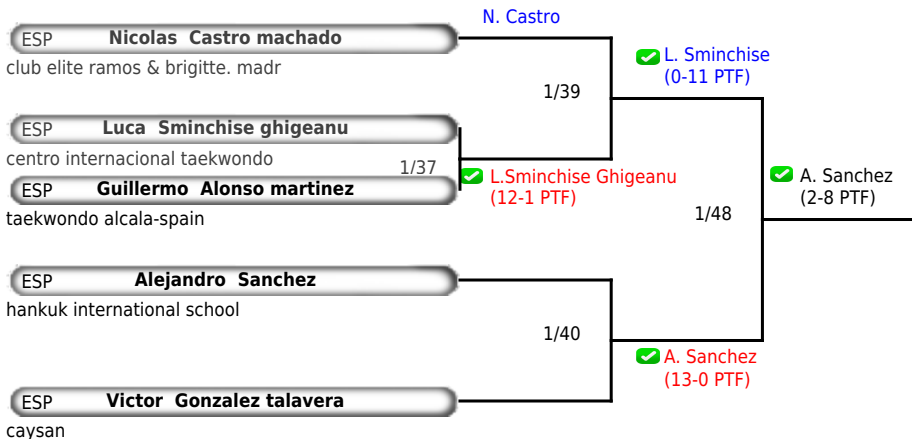 N. Castro
ESP Nicolas Castro machado
club elite ramos & brigitte. madr
L. Sminchise
(0-11 PTF)
1/39
ESP Luca Sminchise ghigeanu
centro internacional taekwondo
1/37
L.Sminchise Ghigeanu
(12-1 PTF)
ESP Guillermo Alonso martinez
taekwondo alcala-spain
A. Sanchez
(2-8 PTF)
1/48
ESP Alejandro Sanchez
hankuk international school
1/40
A. Sanchez
(13-0 PTF)
ESP Victor Gonzalez talavera
caysan